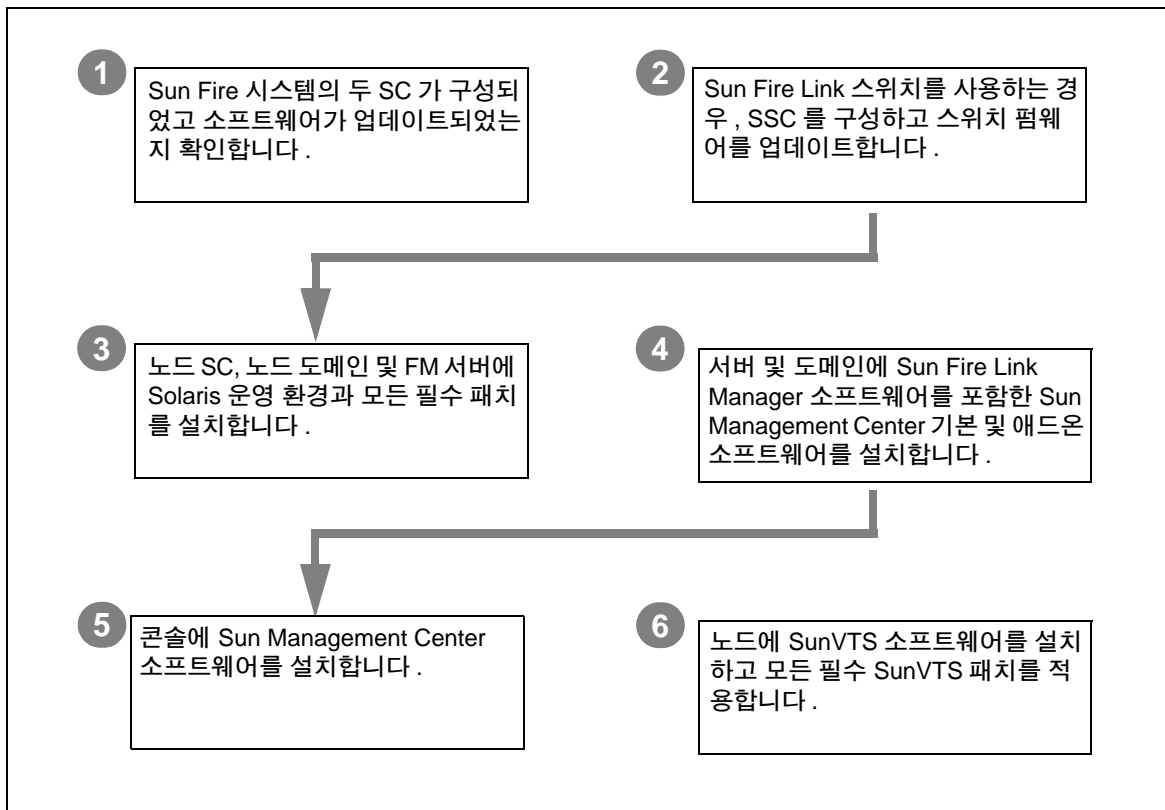 1
Sun Fire 시스템의 두 SC 가 구성되
었고 소프트웨어가 업데이트되었는
지 확인합니다 .
2
Sun Fire Link 스위치를 사용하는 경
우 , SSC 를 구성하고 스위치 펌웨
어를 업데이트합니다 .
3
노드 SC, 노드 도메인 및 FM 서버에
Solaris 운영 환경과 모든 필수 패치
를 설치합니다 .
4
서버 및 도메인에 Sun Fire Link
Manager 소프트웨어를 포함한 Sun
Management Center 기본 및 애드온
소프트웨어를 설치합니다 .
5
콘솔에 Sun Management Center
소프트웨어를 설치합니다 .
6
노드에 SunVTS 소프트웨어를 설치
하고 모든 필수 SunVTS 패치를 적
용합니다 .